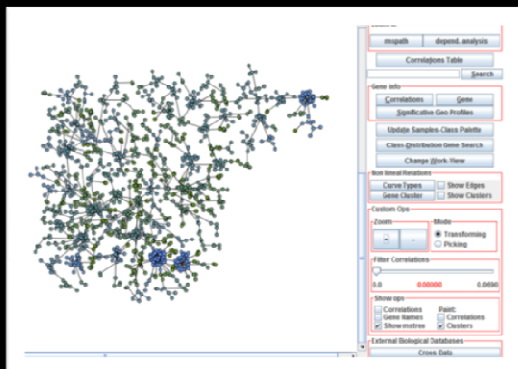 mspath depend. analysis
Correlations Table
Search
Gene Info
Correlations Gene
Significative Geo Profiles
Update Samples-Class Palette
Class-Distribution Gene Search
Change Work-View
Non linear Relations
Curve Types Show Edges
Gene Cluster Show Clusters
Custom Ops
Zoom Mode
Transforming
Picking
Filter Correlations
0.0 0.00000 0.0690
Show ops
Correlations Paint:
Gene Names Correlations
Show mstree Clusters
External Biological Databases
Cross Data